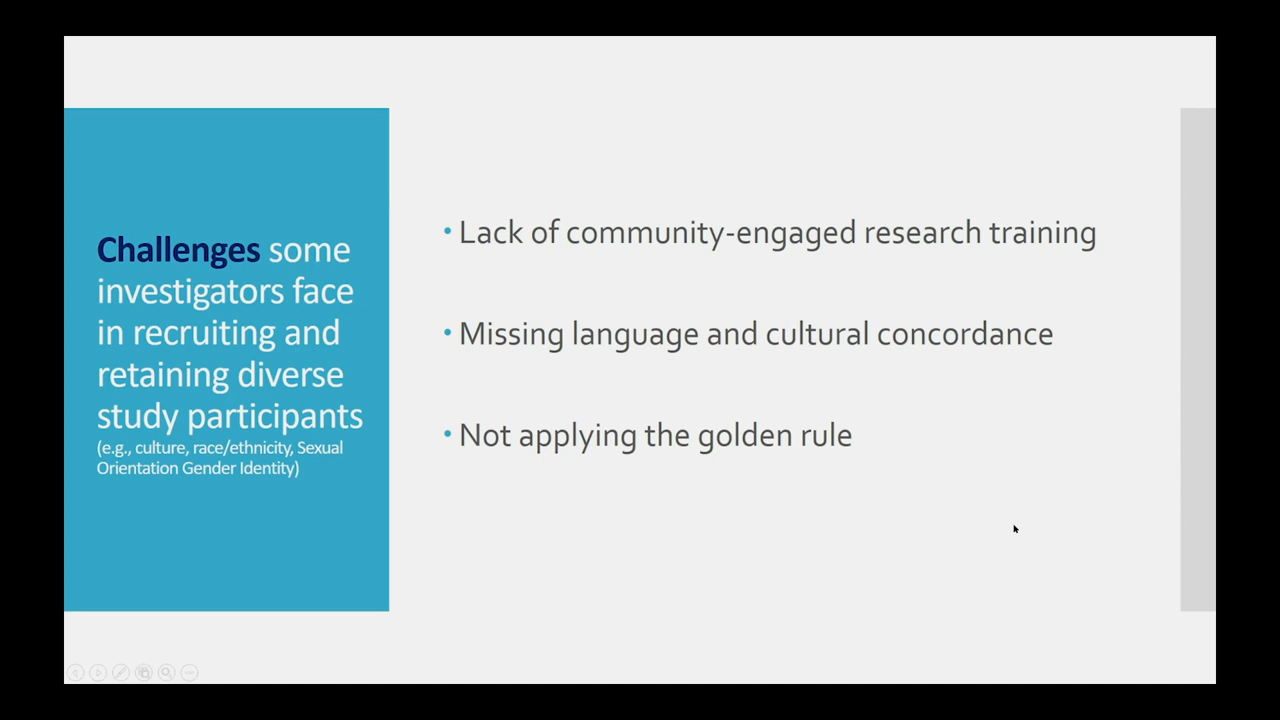 Challenges some
investigators face
in recruiting and
retaining diverse
study participants
(e.g., culture, race/ethnicity, Sexual
Orientation Gender Identity)
• Lack of community-engaged research training
• Missing language and cultural concordance
• Not applying the golden rule